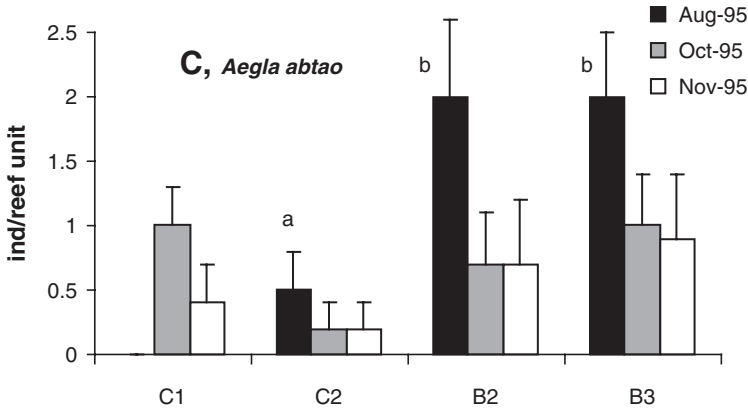 Aug-95
Oct-95
Nov-95
C, Aegla abtao
ind/reef unit
2.5
2
1.5
1
0.5
0
a
b
b
C1
C2
B2
B3